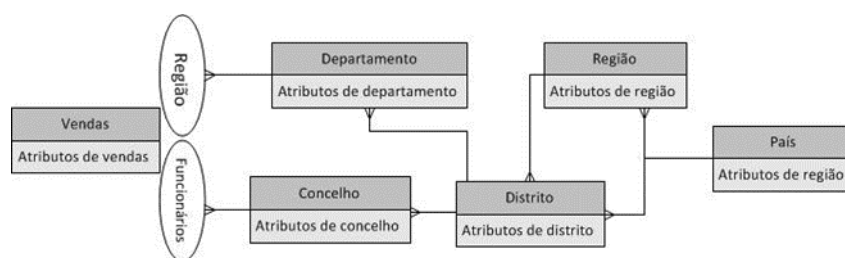 Região
Departamento
Atributos de departamento
Região
Atributos de região
Vendas
Atributos de vendas
País
Atributos de região
Funcionários
Concelho
Atributos de concelho
Distrito
Atributos de distrito